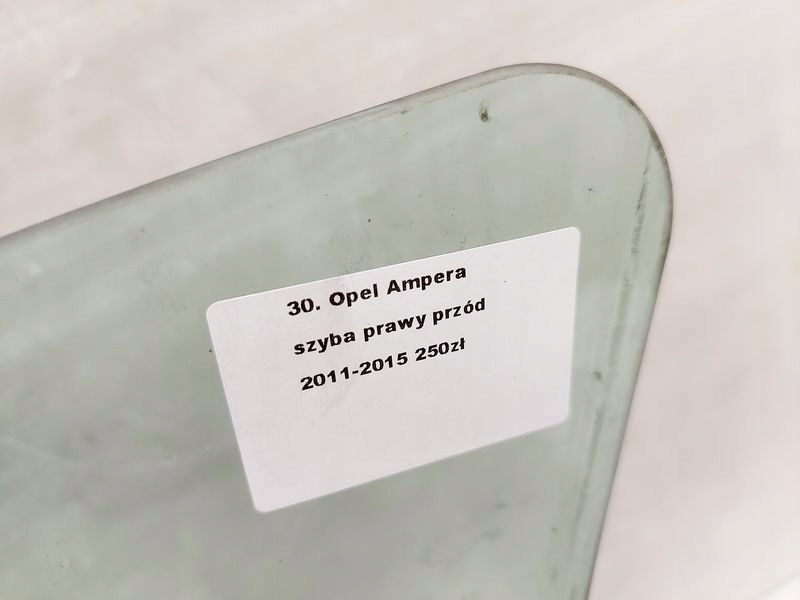 30. Opel Ampera
szyba prawy przód
2011-2015 250zł